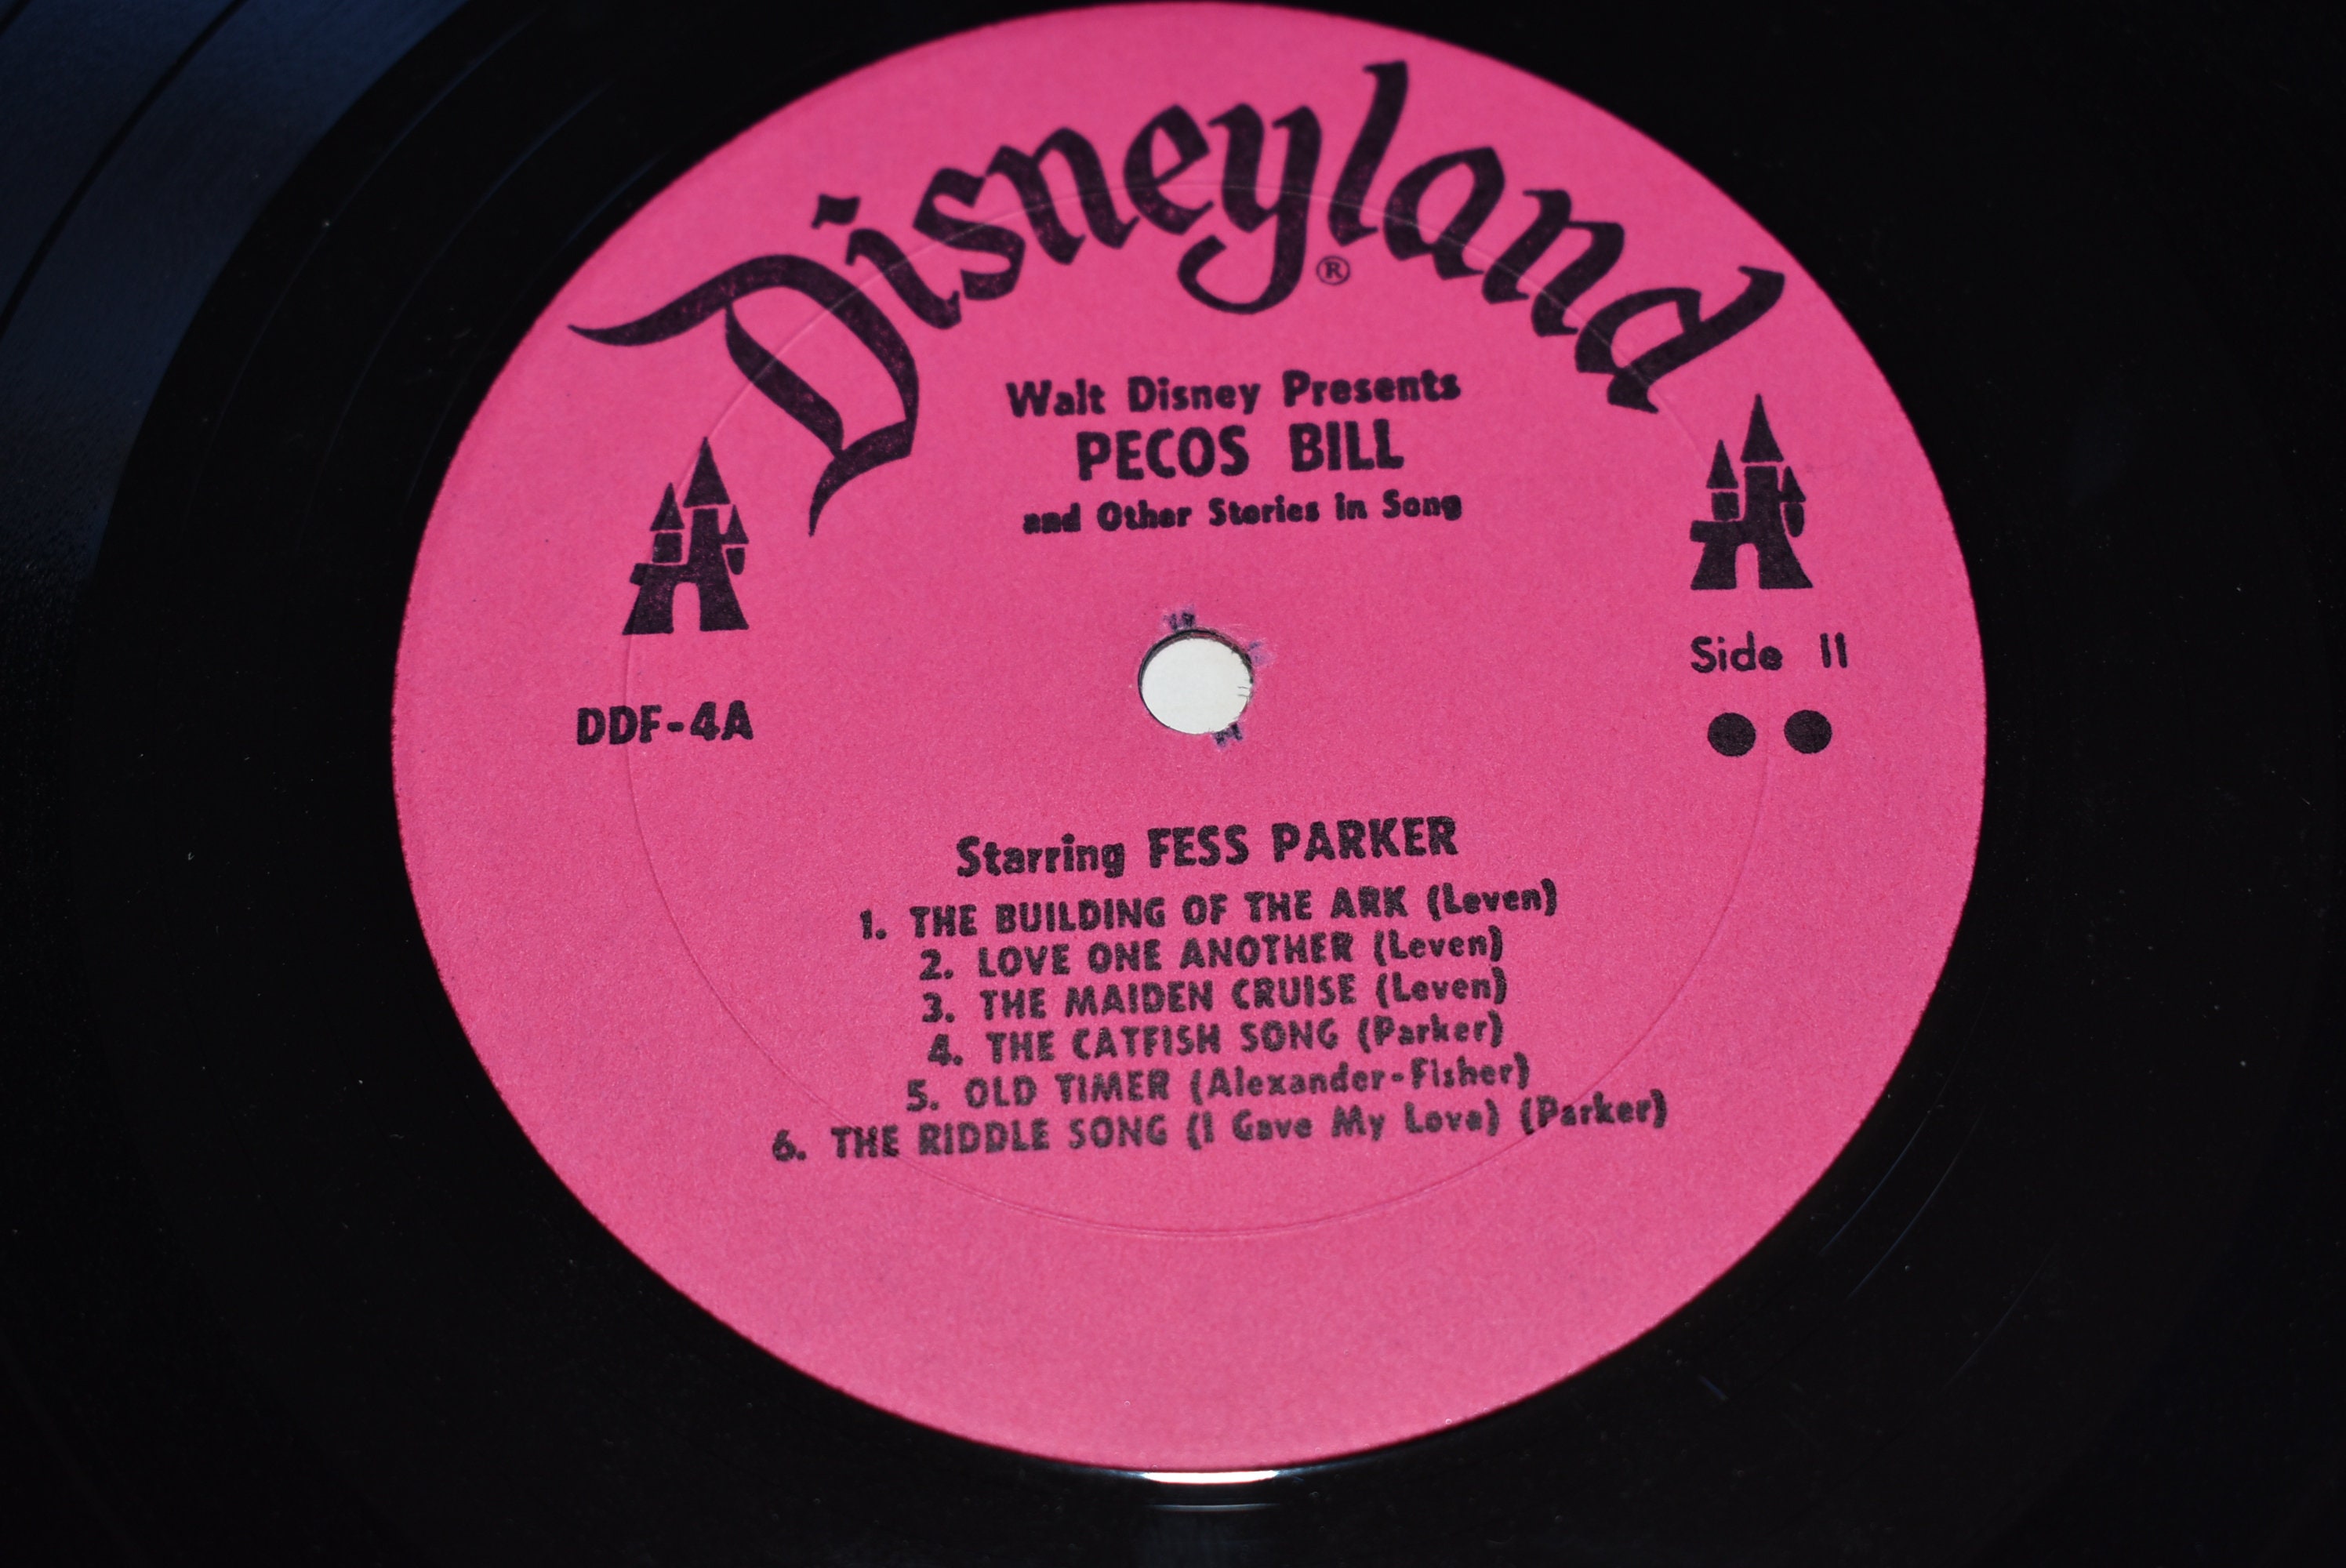 Disneyland®
Walt Disney Presents
PECOS BILL
and Other Stories in Song
Side II
DDF-4A
Starring FESS PARKER
1. THE BUILDING OF THE ARK (Leven)
2. LOVE ONE ANOTHER (Leven)
3. THE MAIDEN CRUISE (Leven)
4. THE CATFISH SONG (Parker)
5. OLD TIMER (Alexander-Fisher)
6. THE RIDDLE SONG (I Gave My Love) (Parker)